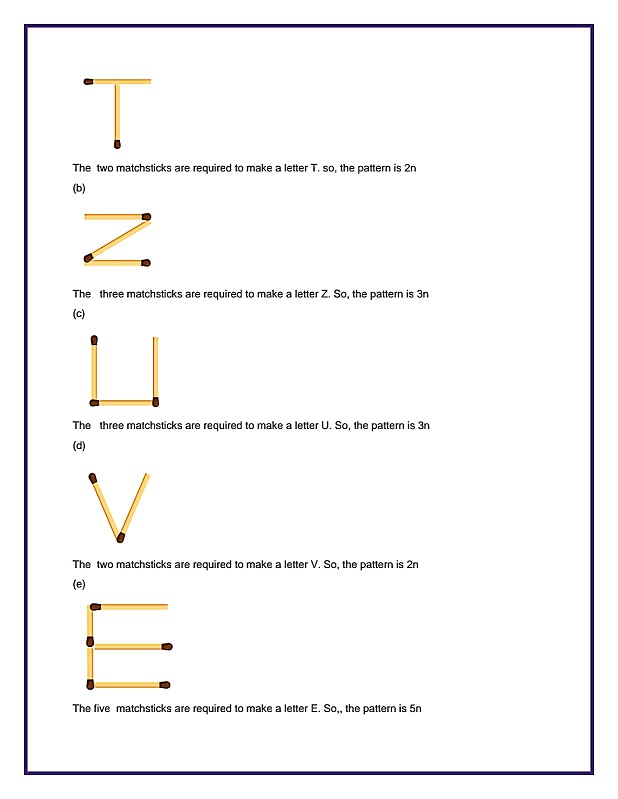 The two matchsticks are required to make a letter T. so, the pattern is 2n
(b)
The three matchsticks are required to make a letter Z. So, the pattern is 3n
(c)
The three matchsticks are required to make a letter U. So, the pattern is 3n
(d)
The two matchsticks are required to make a letter V. So, the pattern is 2n
(e)
The five matchsticks are required to make a letter E. So,, the pattern is 5n